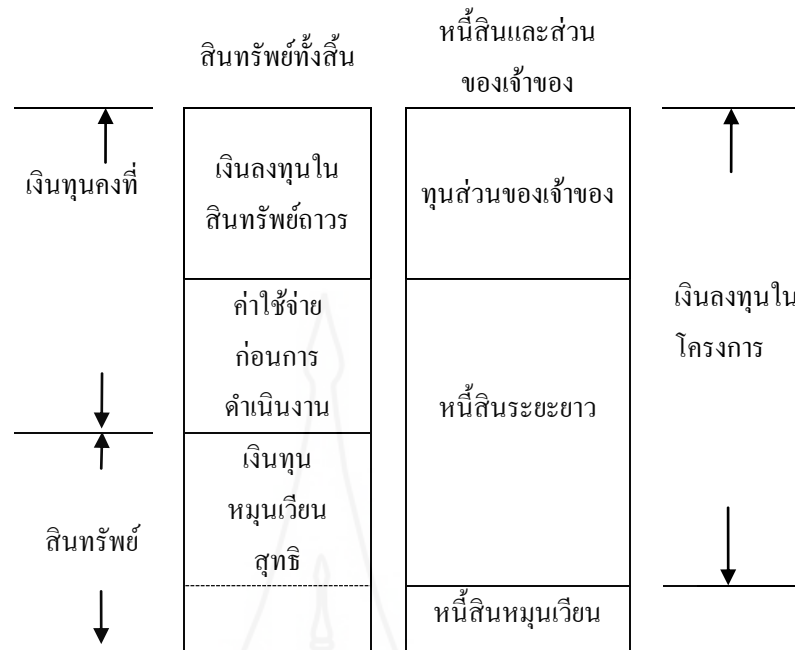 สินทรัพย์ทั้งสิ้น
หนี้สินและส่วน
ของเจ้าของ
เงินทุนคงที่
เงินลงทุนใน
สินทรัพย์ถาวร
ทุนส่วนของเจ้าของ
ค่าใช้จ่าย
ก่อนการ
ดำเนินงาน
หนี้สินระยะยาว
เงินลงทุนใน
โครงการ
สินทรัพย์
เงินทุน
หมุนเวียน
สุทธิ
หนี้สินหมุนเวียน